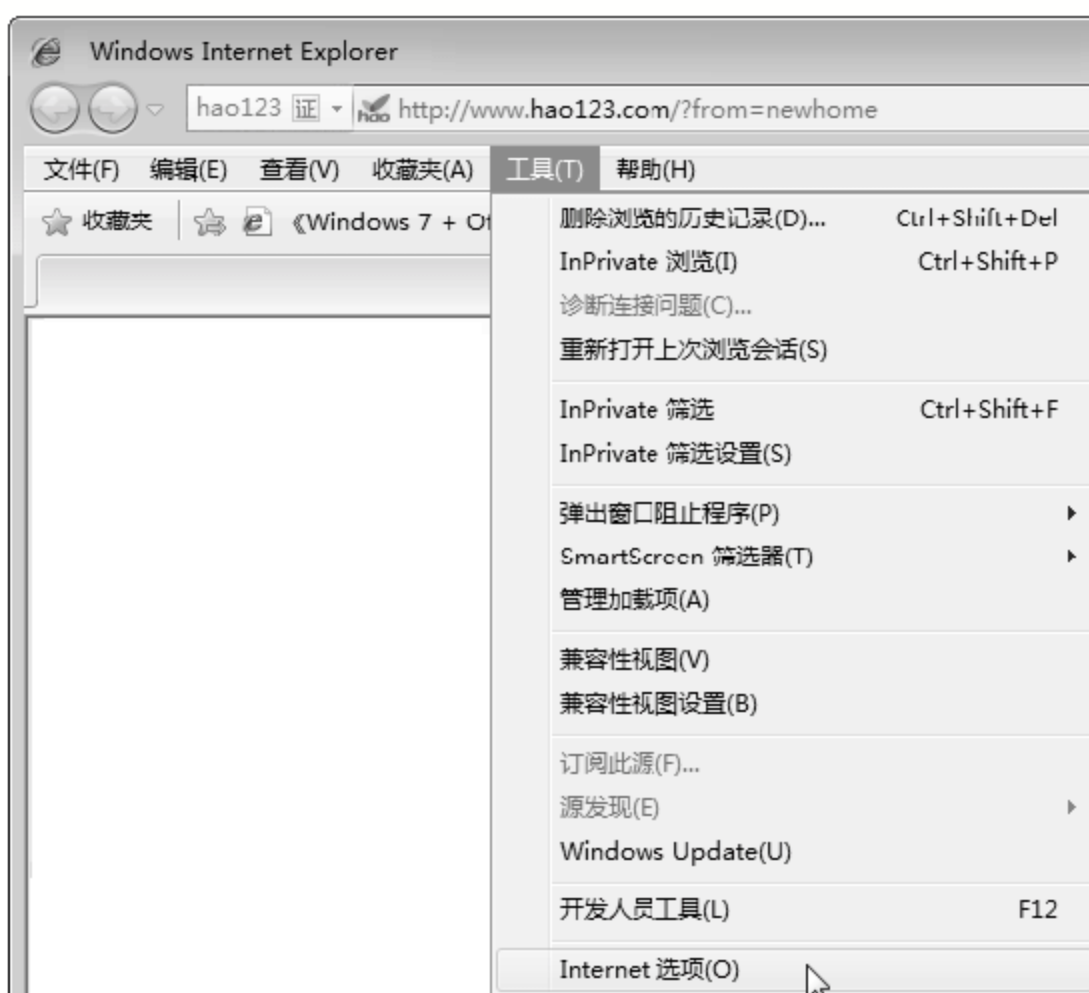 Windows Internet Explorer
hao123 证 hao http://www.hao123.com/?from=newhome
文件(F) 编辑(E) 查看(V) 收藏夹(A) 工具(T) 帮助(H)
收藏夹 《Windows 7 + Of
删除浏览的历史记录(D)... Ctrl+Shift+Del
InPrivate 浏览(I) Ctrl+Shift+P
诊断连接问题(C)...
重新打开上次浏览会话(S)
InPrivate 筛选 Ctrl+Shift+F
InPrivate 筛选设置(S)
弹出窗口阻止程序(P)
SmartScreen 筛选器(T)
管理加载项(A)
兼容性视图(V)
兼容性视图设置(B)
订阅此源(F)...
源发现(E)
Windows Update(U)
开发人员工具(L) F12
Internet 选项(O)